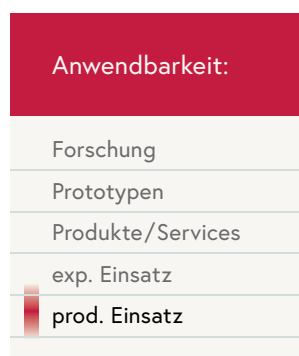 Anwendbarkeit:
Forschung
Prototypen
Produkte/Services
exp. Einsatz
prod. Einsatz